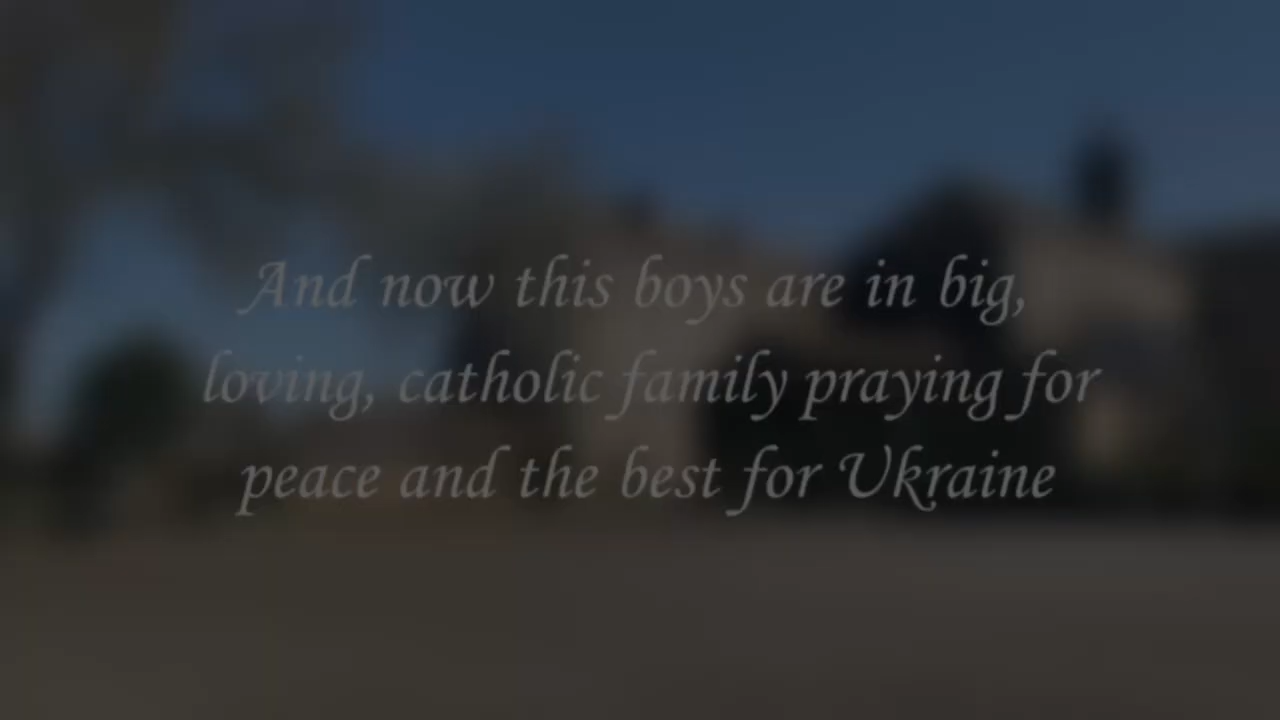 And now this boys are in big,
loving, catholic family praying for
peace and the best for Ukraine